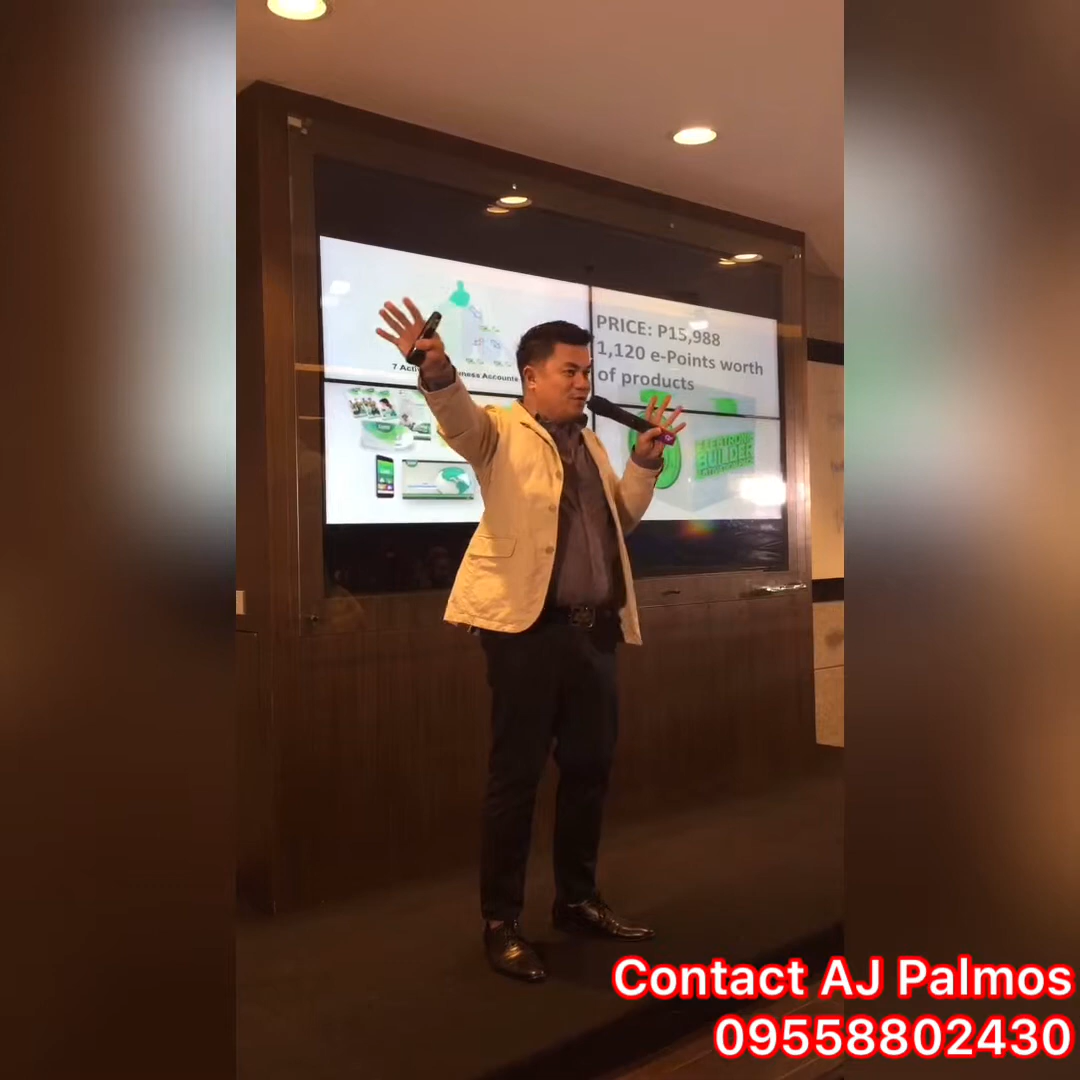 PRICE: P15,988
1,120 e-Points worth
of products
7 Acti
ness Accounts
BUILDER
Contact AJ Palmos
09558802430